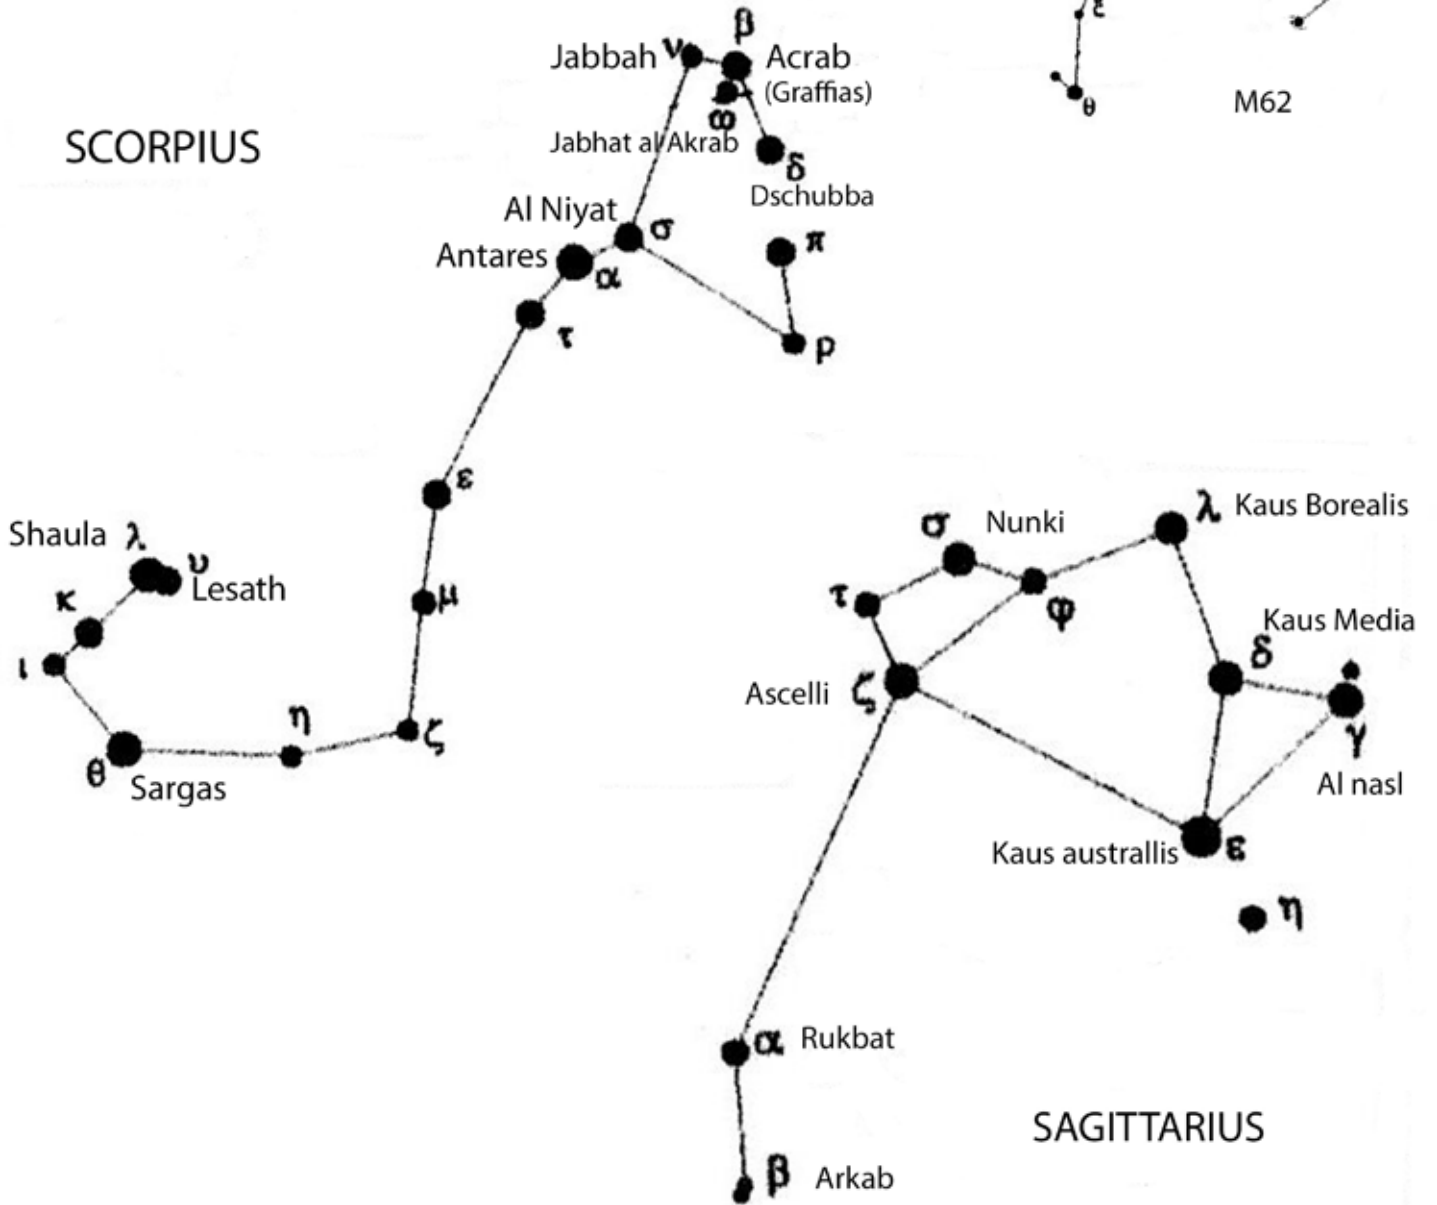 ξ
θ
M62
SCORPIUS
β
Jabbah ν Acrab
(Graffias)
ω
Jabhat al Akrab
δ
Dschubba
Al Niyat σ π
Antares α
τ
ρ
ε
Shaula λ υ
Lesath
κ
μ
ι
η
ζ
θ
Sargas
σ Nunki
λ Kaus Borealis
τ
φ
Kaus Media
δ
Ascelli ζ
γ
Al nasl
Kaus australlis ε
η
α Rukbat
SAGITTARIUS
β Arkab